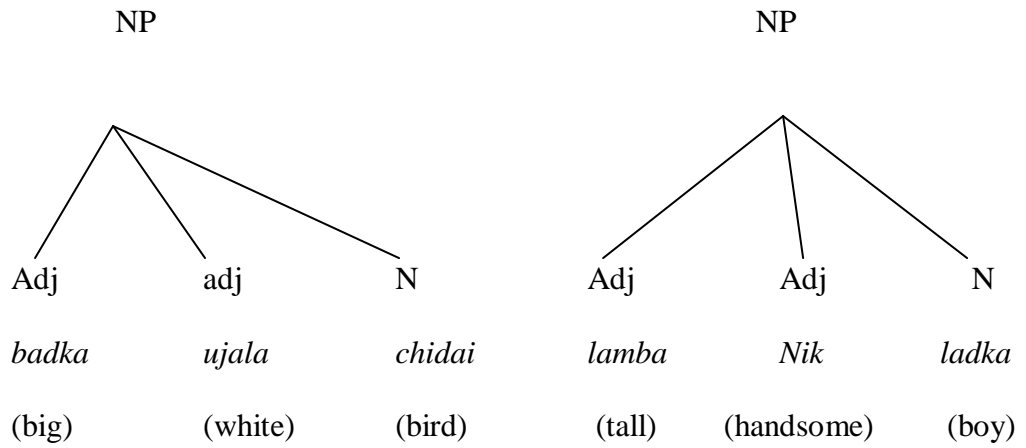 NP NP
Adj adj N Adj Adj N
badka ujala chidai lamba Nik ladka
(big) (white) (bird) (tall) (handsome) (boy)